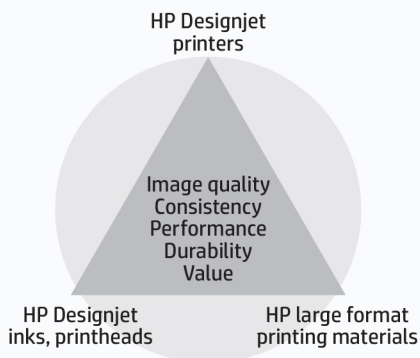 HP Designjet
printers
Image quality
Consistency
Performance
Durability
Value
HP Designjet
inks, printheads
HP large format
printing materials